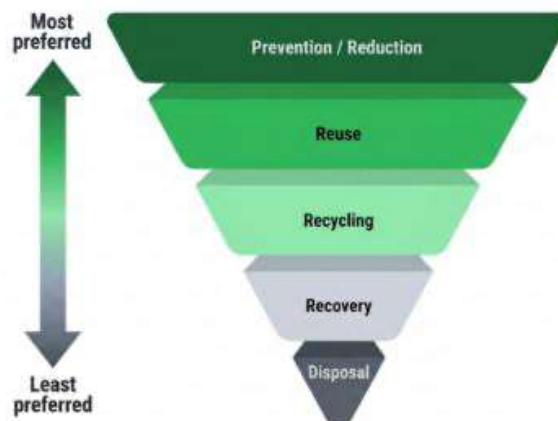 Most
preferred
Prevention / Reduction
Reuse
Recycling
Recovery
Disposal
Least
preferred